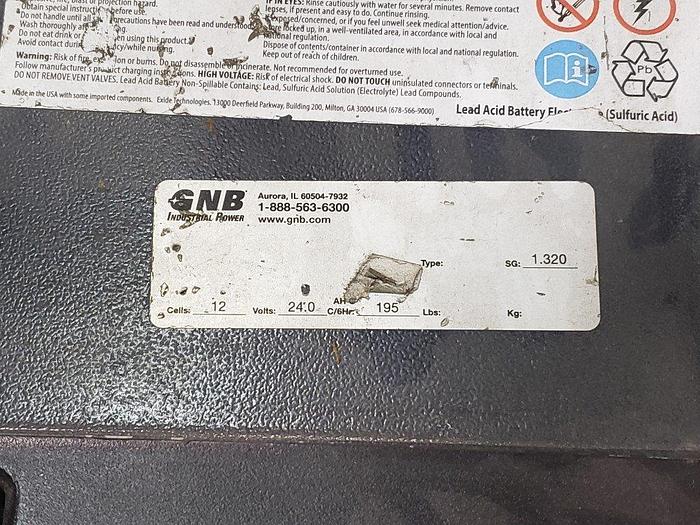 blast or projection hazard.
Obtain special instruct before use.
Do not handle until all precautions have been read and understood
Wash thoroughly
Do not eat drink or en using this product.
Avoid contact during cy/while nursing.
IF IN EYES: Rinse cautiously with water for several minutes. Remove contact
lenses, if present and easy to do. Continue rinsing.
If exposed/concerned, or if you feel unwell seek medical attention/advice.
Store locked up, in a well-ventilated area, in accordance with local and
national regulation.
Dispose of contents/container in accordance with local and national regulation.
Keep out of reach of children.
Warning: Risk of fire, on or burns. Do not disassemble incinerate. Not recommended for overturned use.
Follow manufacturer's charging instructions. HIGH VOLTAGE: Risk of electrical shock. DO NOT TOUCH uninsulated connectors or terminals.
DO NOT REMOVE VENT VALVES. Lead Acid Battery Non-Spillable Contains: Lead, Sulfuric Acid Solution (Electrolyte) Lead Compounds.
Made in the USA with some imported components. Exide Technologies. 13000 Deerfield Parkway, Building 200, Milton, GA 30004 USA (678-566-9000)
Pb
Lead Acid Battery Ele (Sulfuric Acid)
GNB
INDUSTRIAL POWER
Aurora, IL 60504-7932
1-888-563-6300
www.gnb.com
Type: SG: 1.320
Cells: 12 Volts: 24.0 AH C/6Hr: 195 Lbs: Kg: